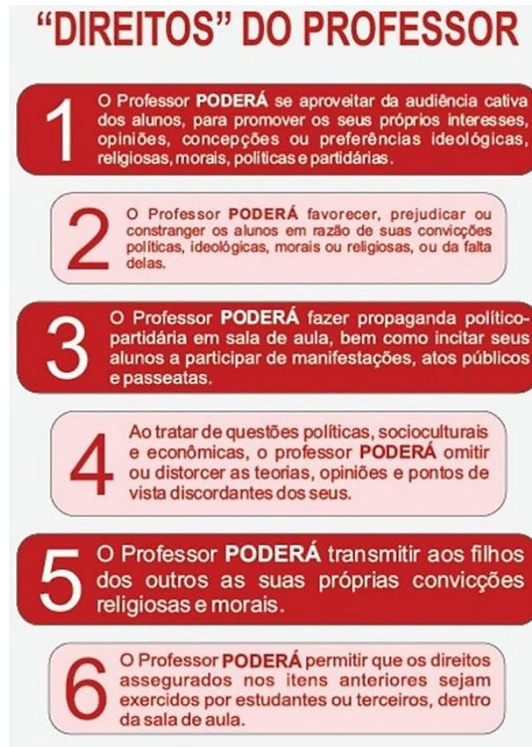 “DIREITOS” DO PROFESSOR
1
O Professor PODERÁ se aproveitar da audiência cativa
dos alunos, para promover os seus próprios interesses,
opiniões, concepções ou preferências ideológicas,
religiosas, morais, políticas e partidárias.
2
O Professor PODERÁ favorecer, prejudicar ou
constranger os alunos em razão de suas convicções
políticas, ideológicas, morais ou religiosas, ou da falta
delas.
3
O Professor PODERÁ fazer propaganda político-
partidária em sala de aula, bem como incitar seus
alunos a participar de manifestações, atos públicos
e passeatas.
4
Ao tratar de questões políticas, socioculturais
e econômicas, o professor PODERÁ omitir
ou distorcer as teorias, opiniões e pontos de
vista discordantes dos seus.
5
O Professor PODERÁ transmitir aos filhos
dos outros as suas próprias convicções
religiosas e morais.
6
O Professor PODERÁ permitir que os direitos
assegurados nos itens anteriores sejam
exercidos por estudantes ou terceiros, dentro
da sala de aula.